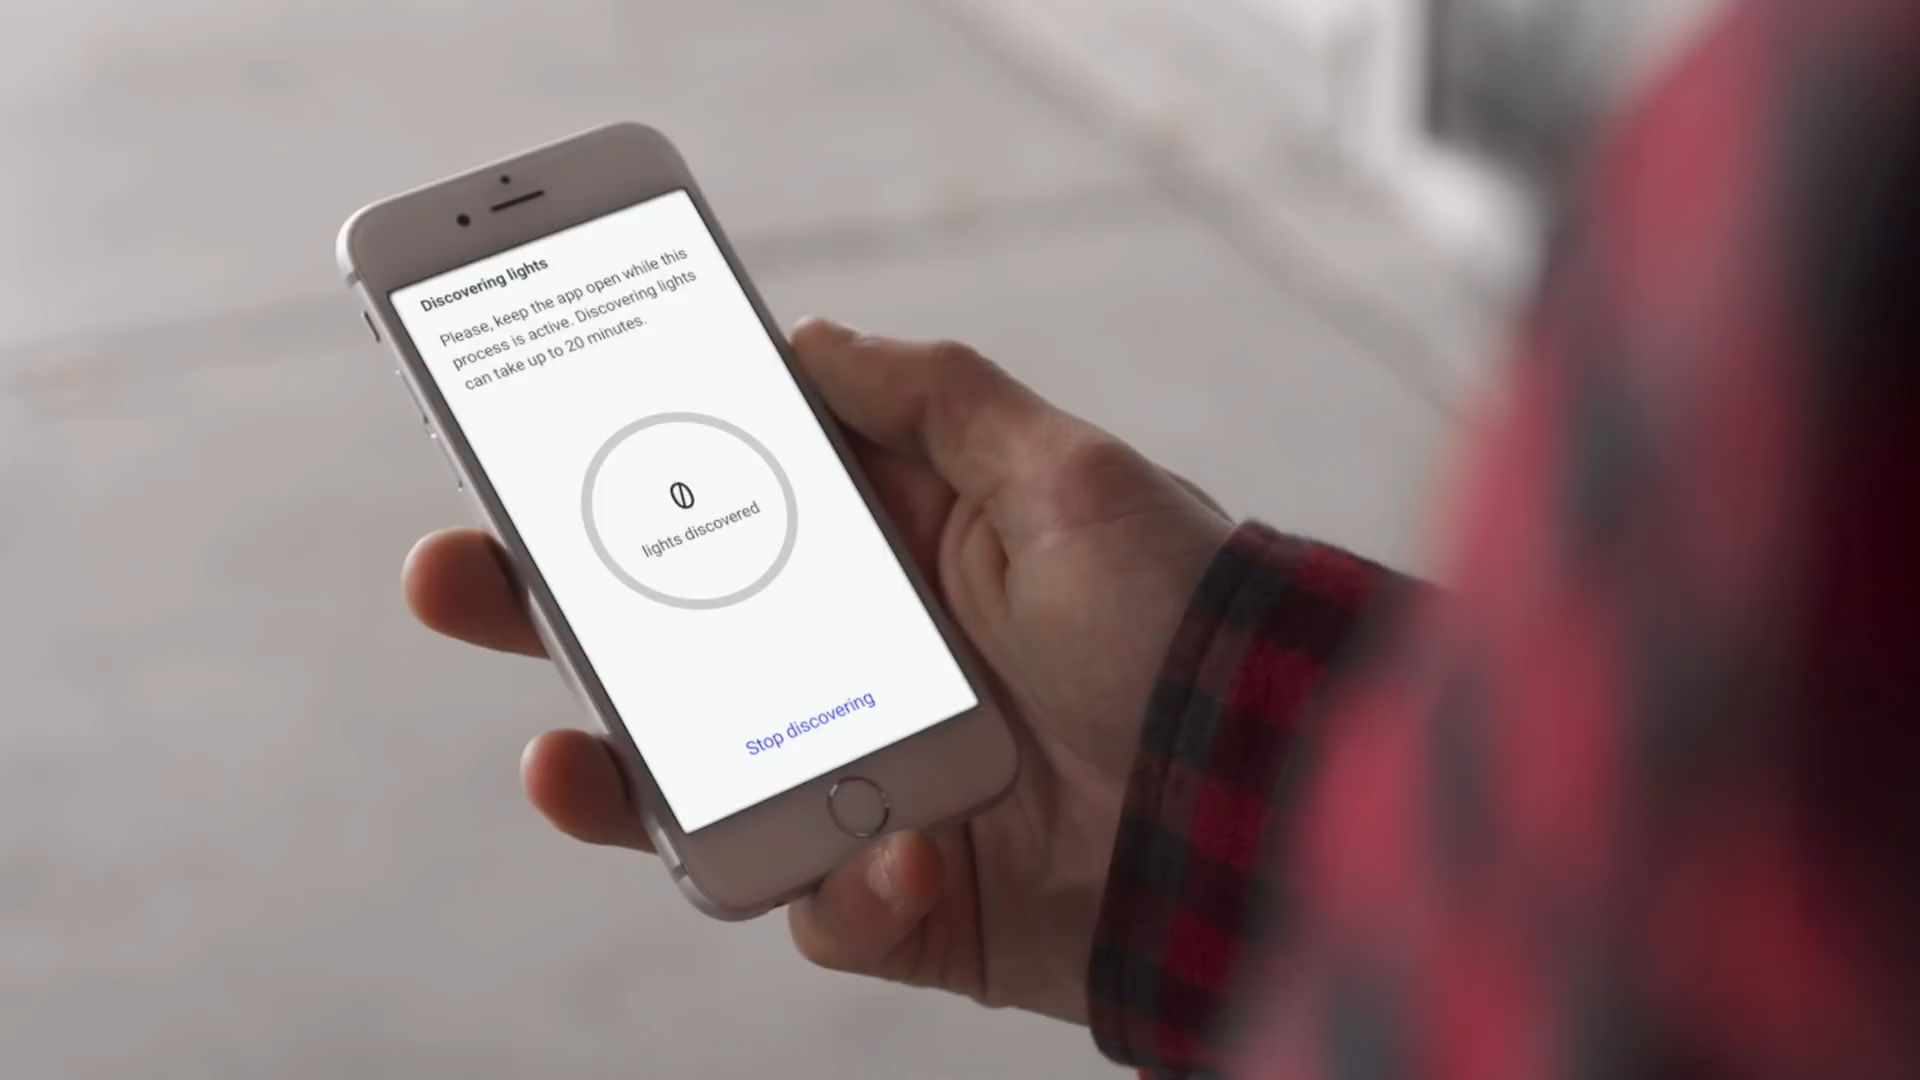 Discovering lights
Please, keep the app open while this
process is active. Discovering lights
can take up to 20 minutes.
0
lights discovered
Stop discovering